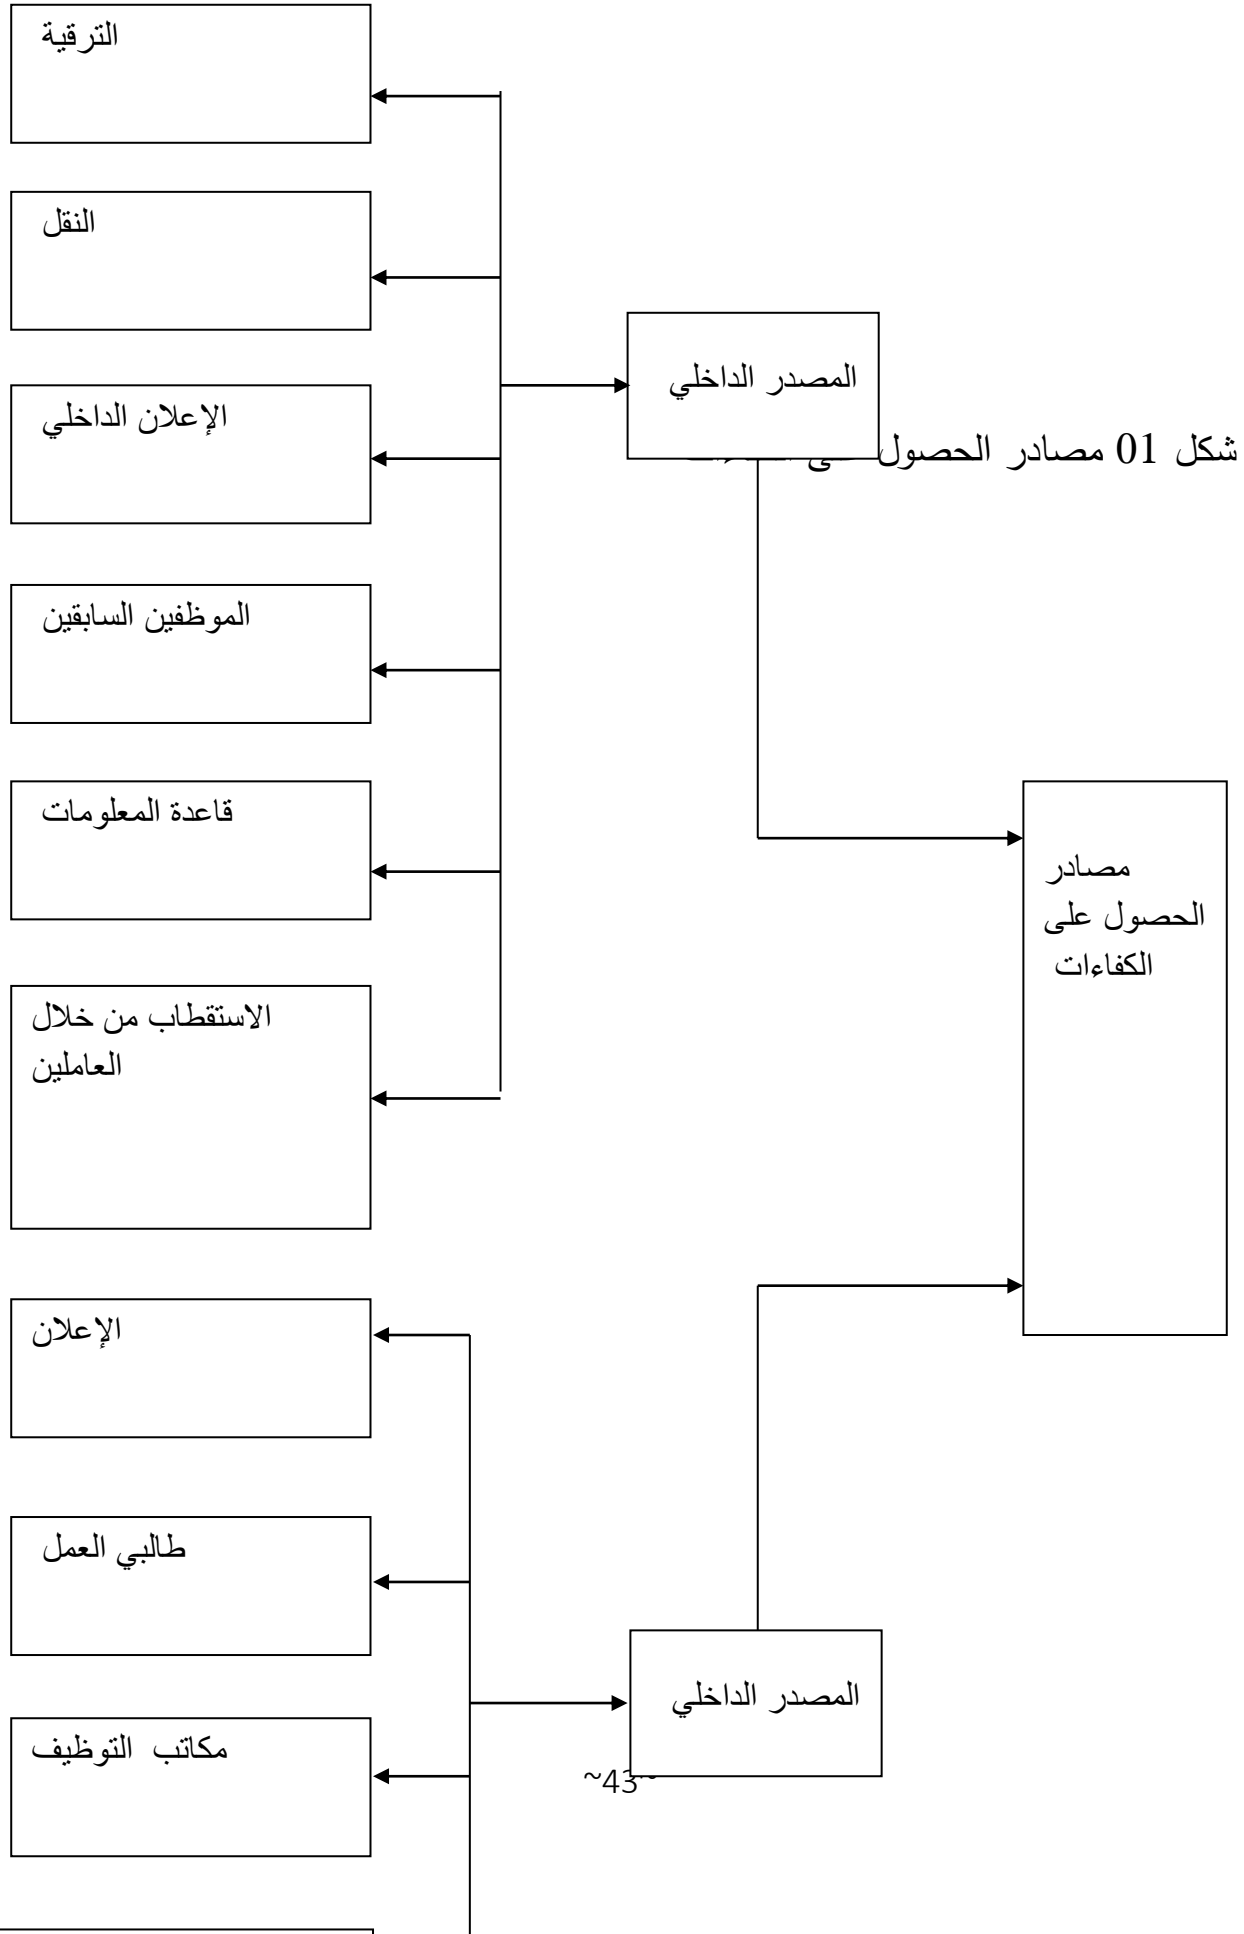 الترقية
النقل
المصدر الداخلي
الإعلان الداخلي
شكل 01 مصادر الحصول
الموظفين السابقين
قاعدة المعلومات
مصادر
الحصول على
الكفاءات
الاستقطاب من خلال
العاملين
الإعلان
طالبي العمل
المصدر الداخلي
مكاتب التوظيف
~43~